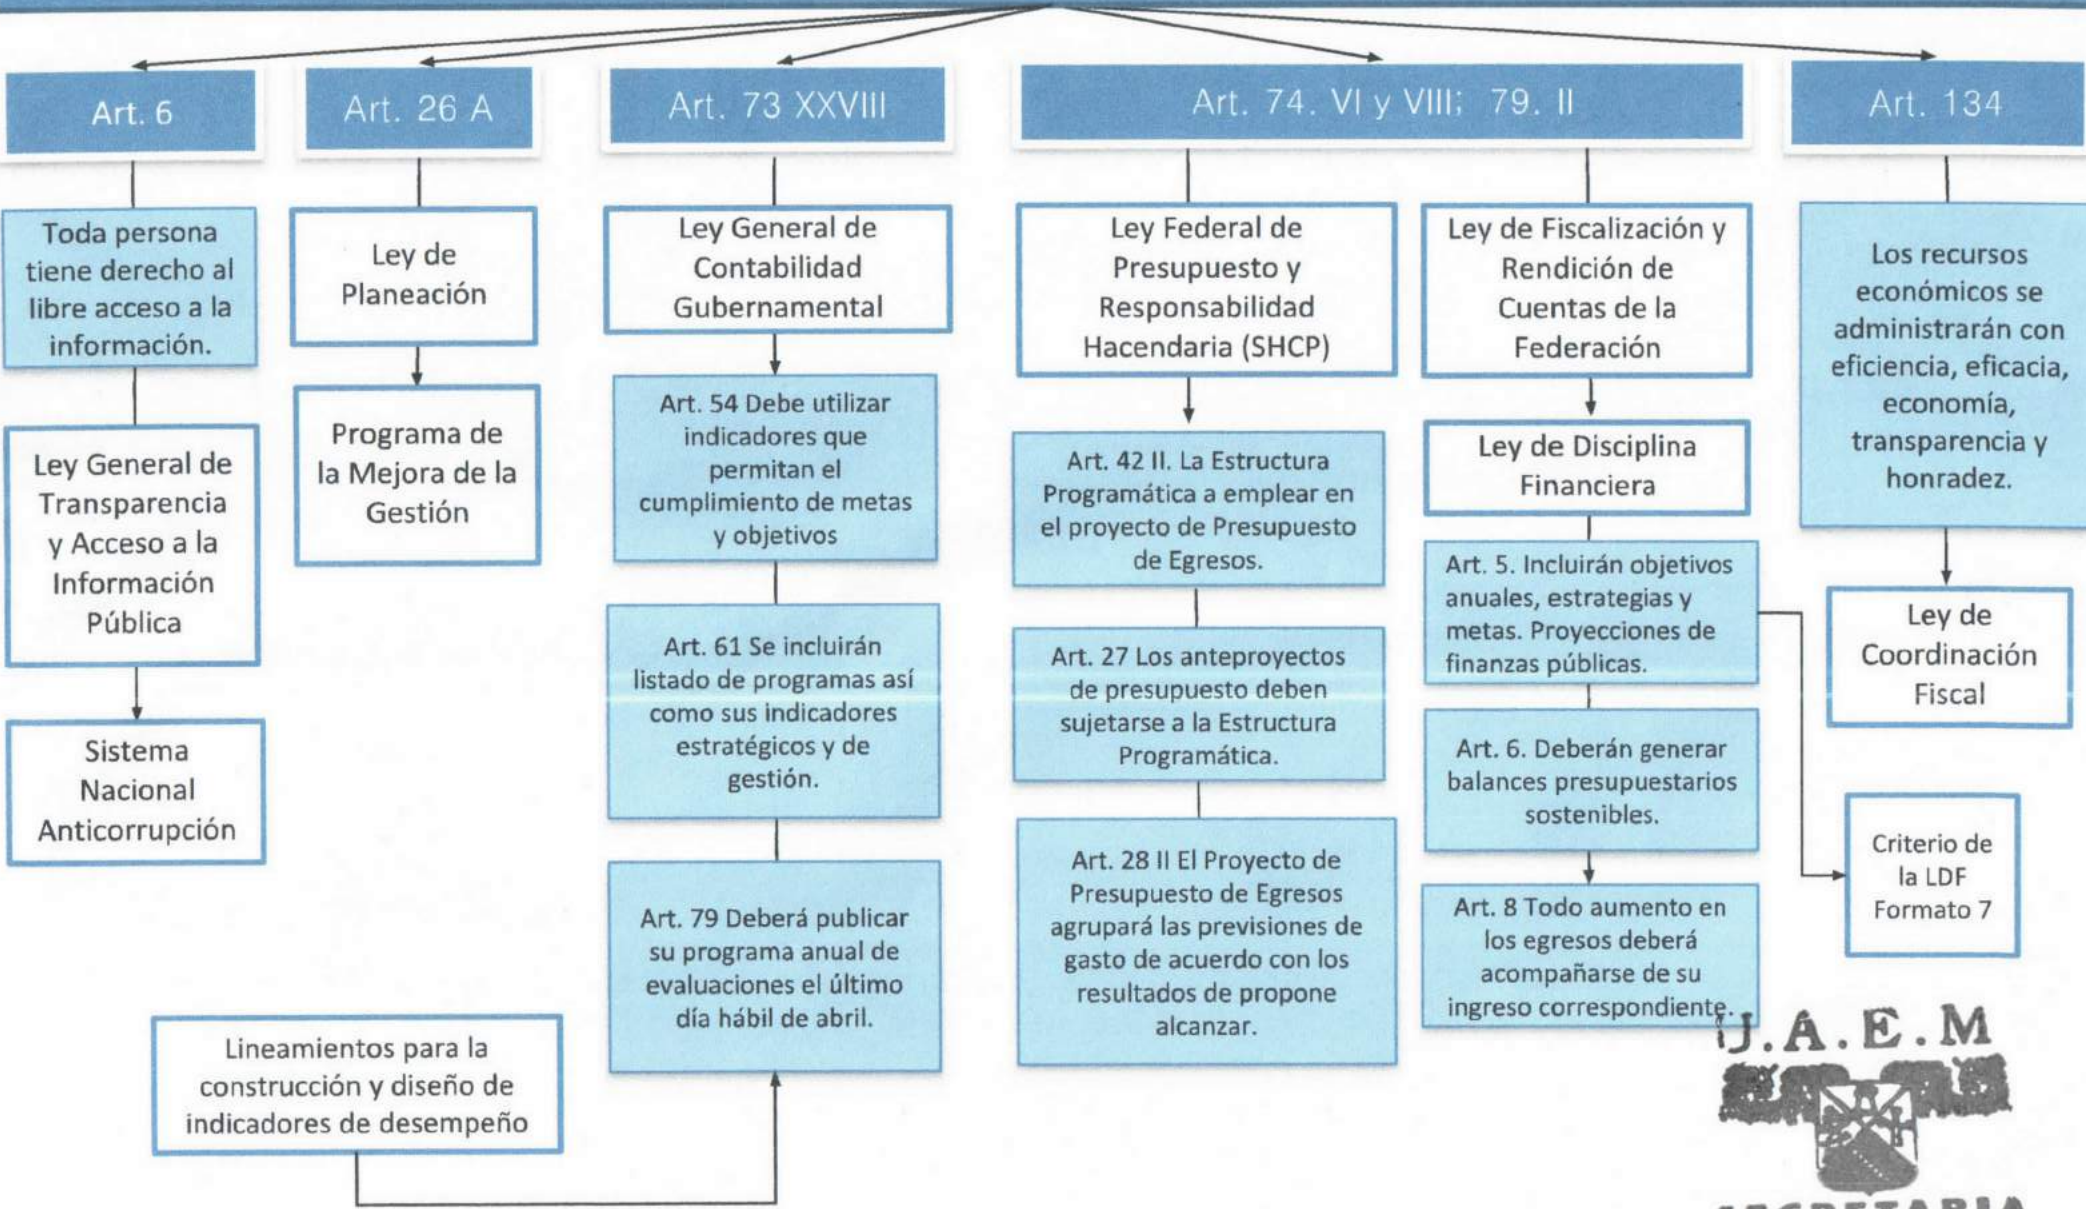 Art. 6
Art. 26 A
Art. 73 XXVIII
Art. 74. VI y VIII; 79. II
Art. 134
Toda persona
tiene derecho al
libre acceso a la
información.
Ley General de
Transparencia
y Acceso a la
Información
Pública
Sistema
Nacional
Anticorrupción
Ley de
Planeación
Programa de
la Mejora de la
Gestión
Ley General de
Contabilidad
Gubernamental
Art. 54 Debe utilizar
indicadores que
permitan el
cumplimiento de metas
y objetivos
Art. 61 Se incluirán
listado de programas así
como sus indicadores
estratégicos y de
gestión.
Art. 79 Deberá publicar
su programa anual de
evaluaciones el último
día hábil de abril.
Lineamientos para la
construcción y diseño de
indicadores de desempeño
Ley Federal de
Presupuesto y
Responsabilidad
Hacendaria (SHCP)
Art. 42 II. La Estructura
Programática a emplear en
el proyecto de Presupuesto
de Egresos.
Art. 27 Los anteproyectos
de presupuesto deben
sujetarse a la Estructura
Programática.
Art. 28 II El Proyecto de
Presupuesto de Egresos
agrupará las previsiones de
gasto de acuerdo con los
resultados de propone
alcanzar.
Ley de Fiscalización y
Rendición de
Cuentas de la
Federación
Ley de Disciplina
Financiera
Art. 5. Incluirán objetivos
anuales, estrategias y
metas. Proyecciones de
finanzas públicas.
Art. 6. Deberán generar
balances presupuestarios
sostenibles.
Art. 8 Todo aumento en
los egresos deberá
acompañarse de su
ingreso correspondiente.
Los recursos
económicos se
administrarán con
eficiencia, eficacia,
economía,
transparencia y
honradez.
Ley de
Coordinación
Fiscal
Criterio de
la LDF
Formato 7
J.A.E.M
SECRETARIA